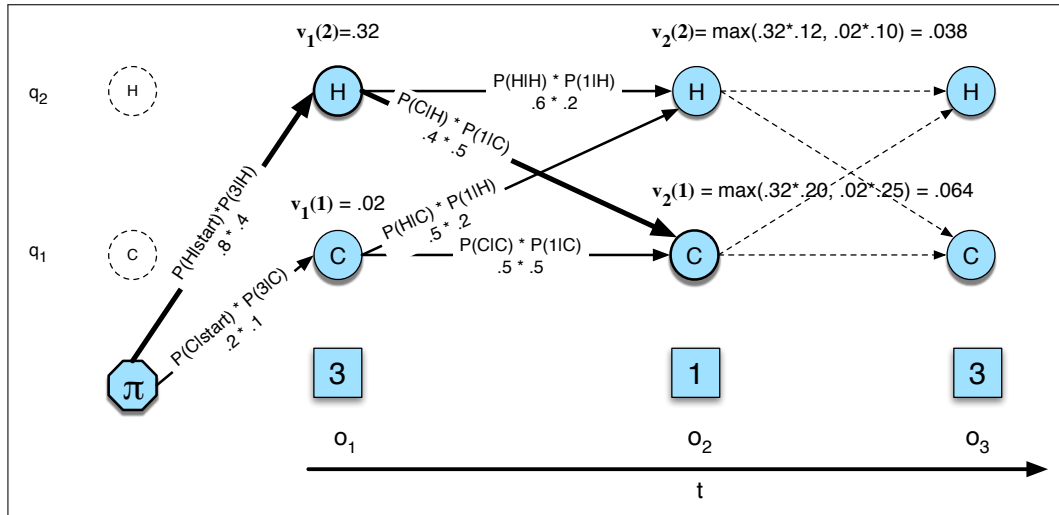 v₁(2)=.32
v₂(2)= max(.32*.12, .02*.10) = .038
q₂
H
H
P(H|H) * P(1|H)
.6 * .2
H
H
P(C|H) * P(1|C)
.4 * .5
P(H|start)*P(3|H)
.8 * .4
v₁(1) = .02
P(H|C) * P(1|H)
.5 * .2
v₂(1) = max(.32*.20, .02*.25) = .064
q₁
C
C
P(C|C) * P(1|C)
.5 * .5
C
C
P(C|start) * P(3|C)
.2 * .1
π
3
1
3
o₁
o₂
o₃
t